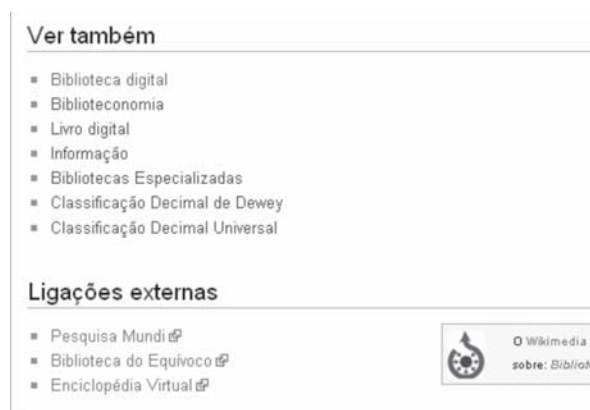 Ver também
Biblioteca digital
Biblioteconomia
Livro digital
Informação
Bibliotecas Especializadas
Classificação Decimal de Dewey
Classificação Decimal Universal
Ligações externas
Pesquisa Mundi
Biblioteca do Equívoco
Enciclopédia Virtual
O Wikimedia
sobre: